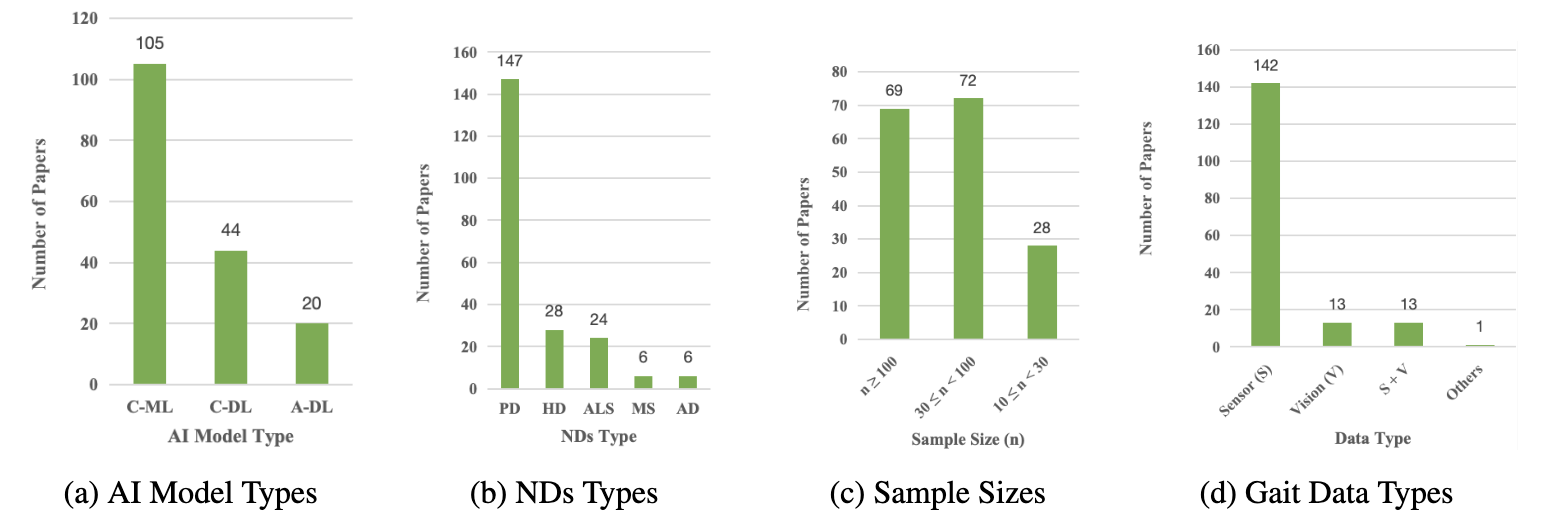 120
100
80
60
40
20
0
Number of Papers
105
44
20
C-ML C-DL A-DL
AI Model Type
(a) AI Model Types
160
140
120
100
80
60
40
20
0
Number of Papers
147
28
24
6
6
PD HD ALS MS AD
NDs Type
(b) NDs Types
80
70
60
50
40
30
20
10
0
Number of Papers
69
72
28
n ≥ 100
30 ≤ n < 100
10 ≤ n < 30
Sample Size (n)
(c) Sample Sizes
160
140
120
100
80
60
40
20
0
Number of Papers
142
13
13
1
Sensor (S)
Vision (V)
S + V
Others
Data Type
(d) Gait Data Types